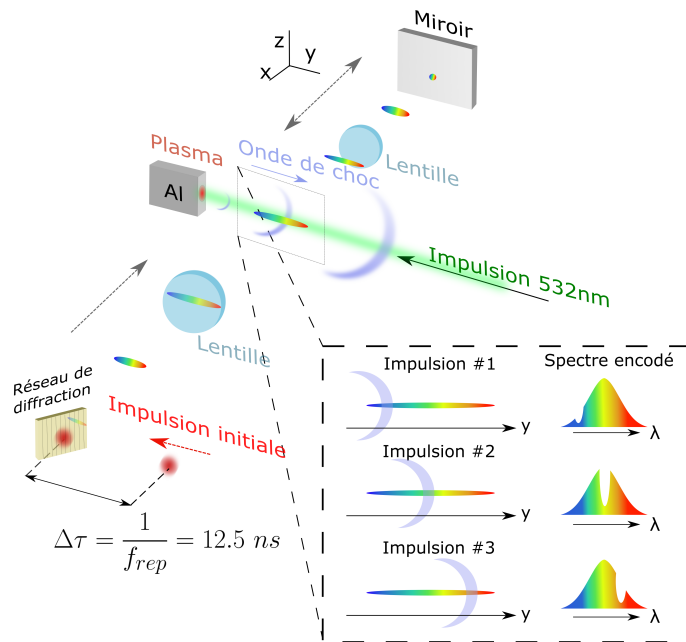 Miroir
z
y
x
Plasma
Onde de choc
Lentille
Al
Impulsion 532nm
Lentille
Réseau de
diffraction
Impulsion initiale
Δτ = 1/f_rep = 12.5 ns
Impulsion #1
Spectre encodé
y
λ
Impulsion #2
y
λ
Impulsion #3
y
λ